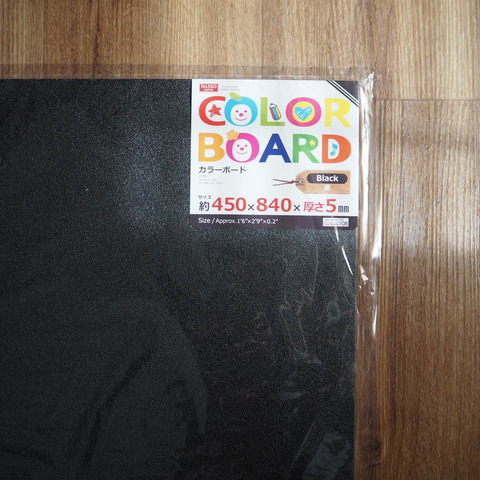 DAISO
COLOR
BOARD
カラーボード
Black
黒
サイズ
約450×840×厚さ5mm
Size / Approx.1'6"×2'9"×0.2"